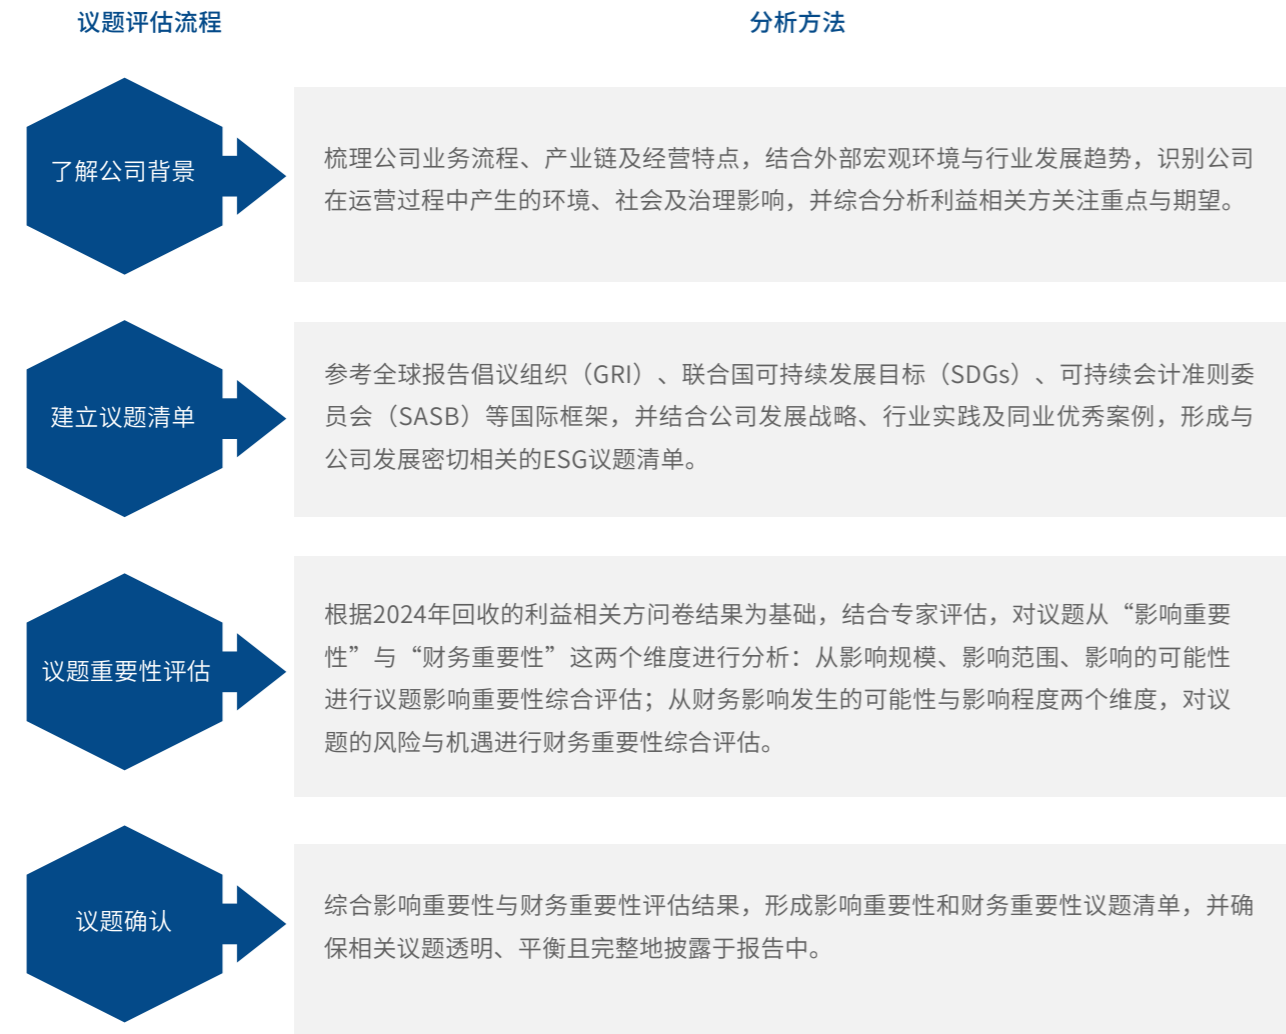 议题评估流程
分析方法
了解公司背景
梳理公司业务流程、产业链及经营特点，结合外部宏观环境与行业发展趋势，识别公司
在运营过程中产生的环境、社会及治理影响，并综合分析利益相关方关注重点与期望。
建立议题清单
参考全球报告倡议组织（GRI）、联合国可持续发展目标（SDGs）、可持续会计准则委
员会（SASB）等国际框架，并结合公司发展战略、行业实践及同业优秀案例，形成与
公司发展密切相关的ESG议题清单。
议题重要性评估
根据2024年回收的利益相关方问卷结果为基础，结合专家评估，对议题从“影响重要
性”与“财务重要性”这两个维度进行分析：从影响规模、影响范围、影响的可能性
进行议题影响重要性综合评估；从财务影响发生的可能性与影响程度两个维度，对议
题的风险与机遇进行财务重要性综合评估。
议题确认
综合影响重要性与财务重要性评估结果，形成影响重要性和财务重要性议题清单，并确
保相关议题透明、平衡且完整地披露于报告中。